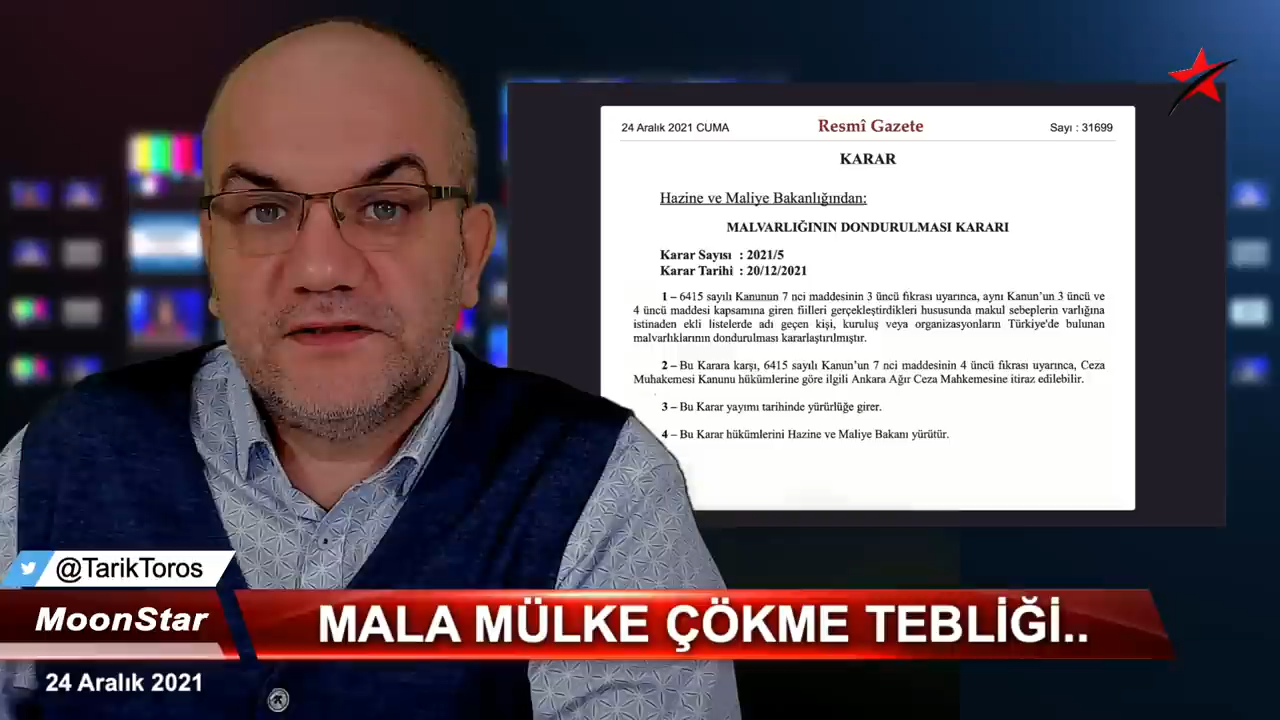 24 Aralık 2021 CUMA
Resmî Gazete
Sayı : 31699
KARAR
Hazine ve Maliye Bakanlığından:
MALVARLIĞININ DONDURULMASI KARARI
Karar Sayısı : 2021/5
Karar Tarihi : 20/12/2021
1 – 6415 sayılı Kanunun 7 nci maddesinin 3 üncü fıkrası uyarınca, aynı Kanun'un 3 üncü ve
4 üncü maddesi kapsamına giren fiilleri gerçekleştirdikleri hususunda makul sebeplerin varlığına
istinaden ekli listelerde adı geçen kişi, kuruluş veya organizasyonların Türkiye'de bulunan
malvarlıklarının dondurulması kararlaştırılmıştır.
2 – Bu Karara karşı, 6415 sayılı Kanun'un 7 nci maddesinin 4 üncü fıkrası uyarınca, Ceza
Muhakemesi Kanunu hükümlerine göre ilgili Ankara Ağır Ceza Mahkemesine itiraz edilebilir.
3 – Bu Karar yayımı tarihinde yürürlüğe girer.
4 – Bu Karar hükümlerini Hazine ve Maliye Bakanı yürütür.
@TarikToros
MoonStar
MALA MÜLKE ÇÖKME TEBLİĞİ..
24 Aralık 2021